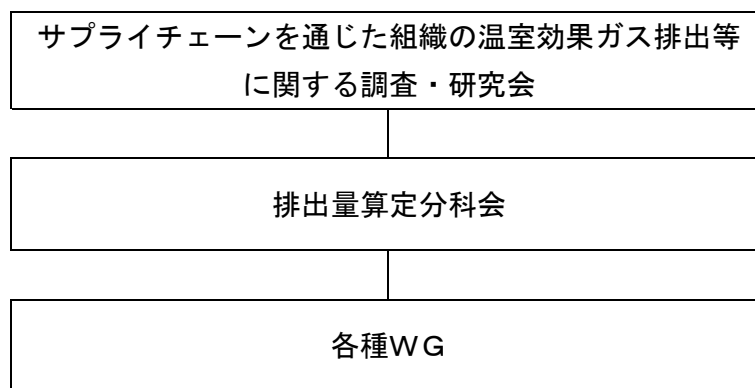 サプライチェーンを通じた組織の温室効果ガス排出等
に関する調査・研究会
排出量算定分科会
各種ＷＧ